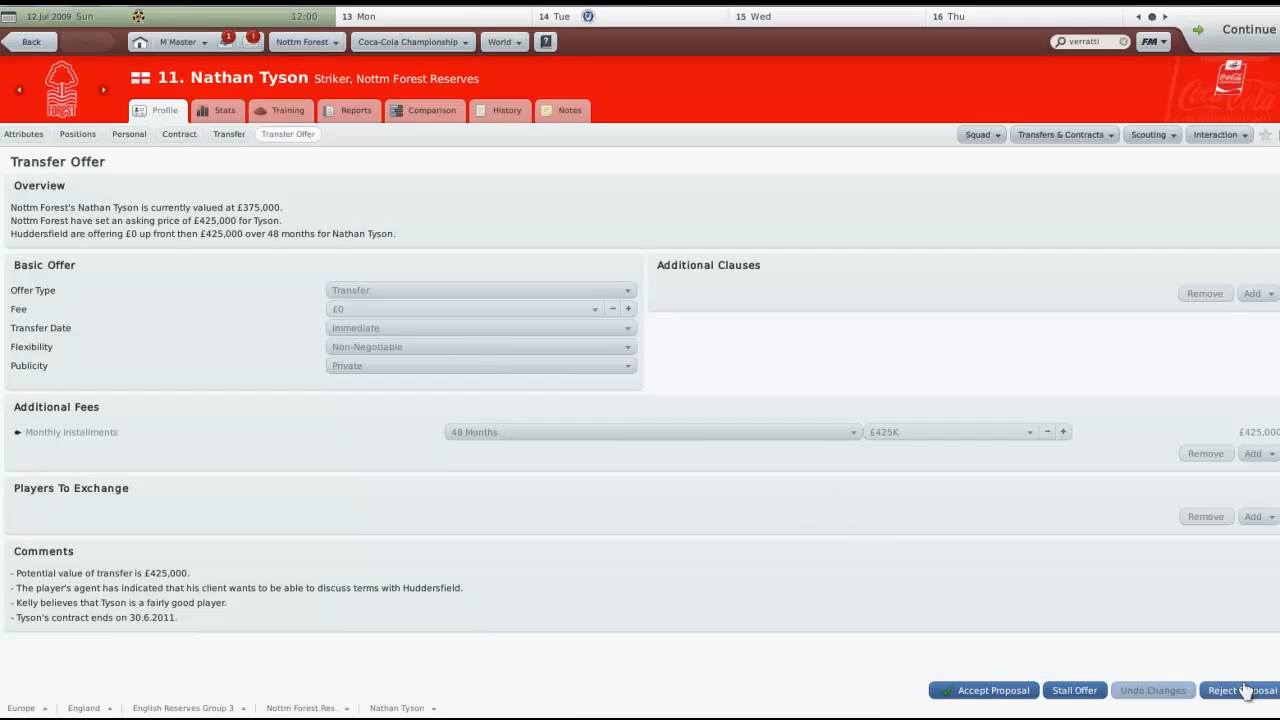 12 Jul 2009 Sun 12:00 13 Mon 14 Tue 15 Wed 16 Thu
Back M Master 1 ! Nottm Forest Coca-Cola Championship World ? verratti FM Continue
11. Nathan Tyson Striker, Nottm Forest Reserves
FOREST
Profile Stats Training Reports Comparison History Notes
Attributes Positions Personal Contract Transfer Transfer Offer Squad Transfers & Contracts Scouting Interaction
Transfer Offer
Overview
Nottm Forest's Nathan Tyson is currently valued at £375,000.
Nottm Forest have set an asking price of £425,000 for Tyson.
Huddersfield are offering £0 up front then £425,000 over 48 months for Nathan Tyson.
Basic Offer Additional Clauses
Offer Type Transfer Remove Add
Fee £0 - +
Transfer Date Immediate
Flexibility Non-Negotiable
Publicity Private
Additional Fees
Monthly Instaliments 48 Months £425K - + £425,000
Remove Add
Players To Exchange
Remove Add
Comments
- Potential value of transfer is £425,000.
- The player's agent has indicated that his client wants to be able to discuss terms with Huddersfield.
- Kelly believes that Tyson is a fairly good player.
- Tyson's contract ends on 30.6.2011.
Accept Proposal Stall Offer Undo Changes Reject Proposal
Europe England English Reserves Group 3 Nottm Forest Res. Nathan Tyson